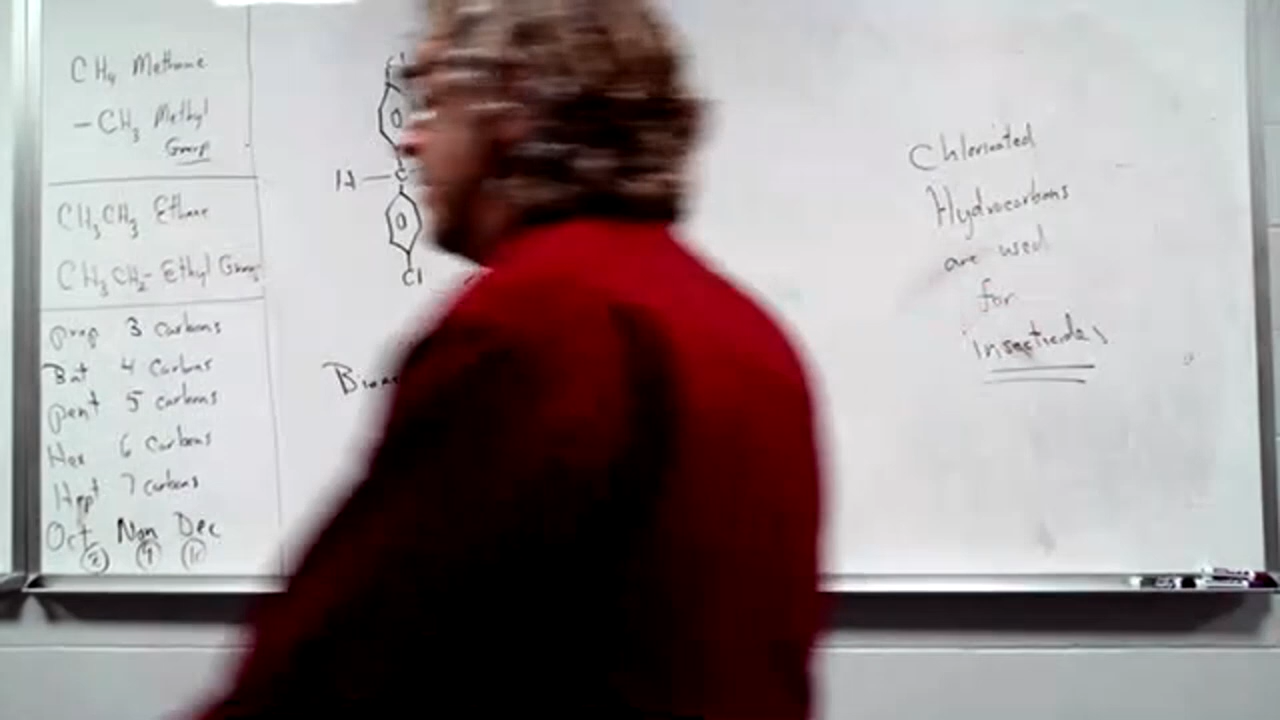 CH4 Methane
-CH3 Methyl
Group
CH3CH3 Ethane
CH3CH2- Ethyl Group
prop 3 carbons
But 4 Carbons
pent 5 carbons
Hex 6 Carbons
Hept 7 carbons
Oct Non Dec
Cl
H-C
Cl
Chlorinated
Hydrocarbons
are used
for
insecticides